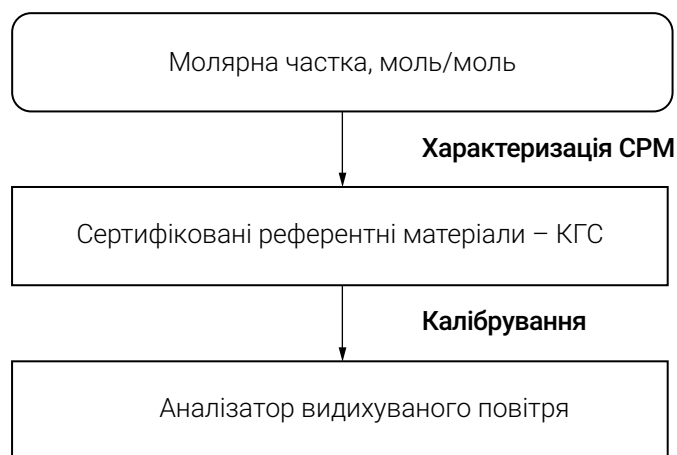 Молярна частка, моль/моль
Характеризація СРМ
Сертифіковані референтні матеріали – КГС
Калібрування
Аналізатор видихуваного повітря